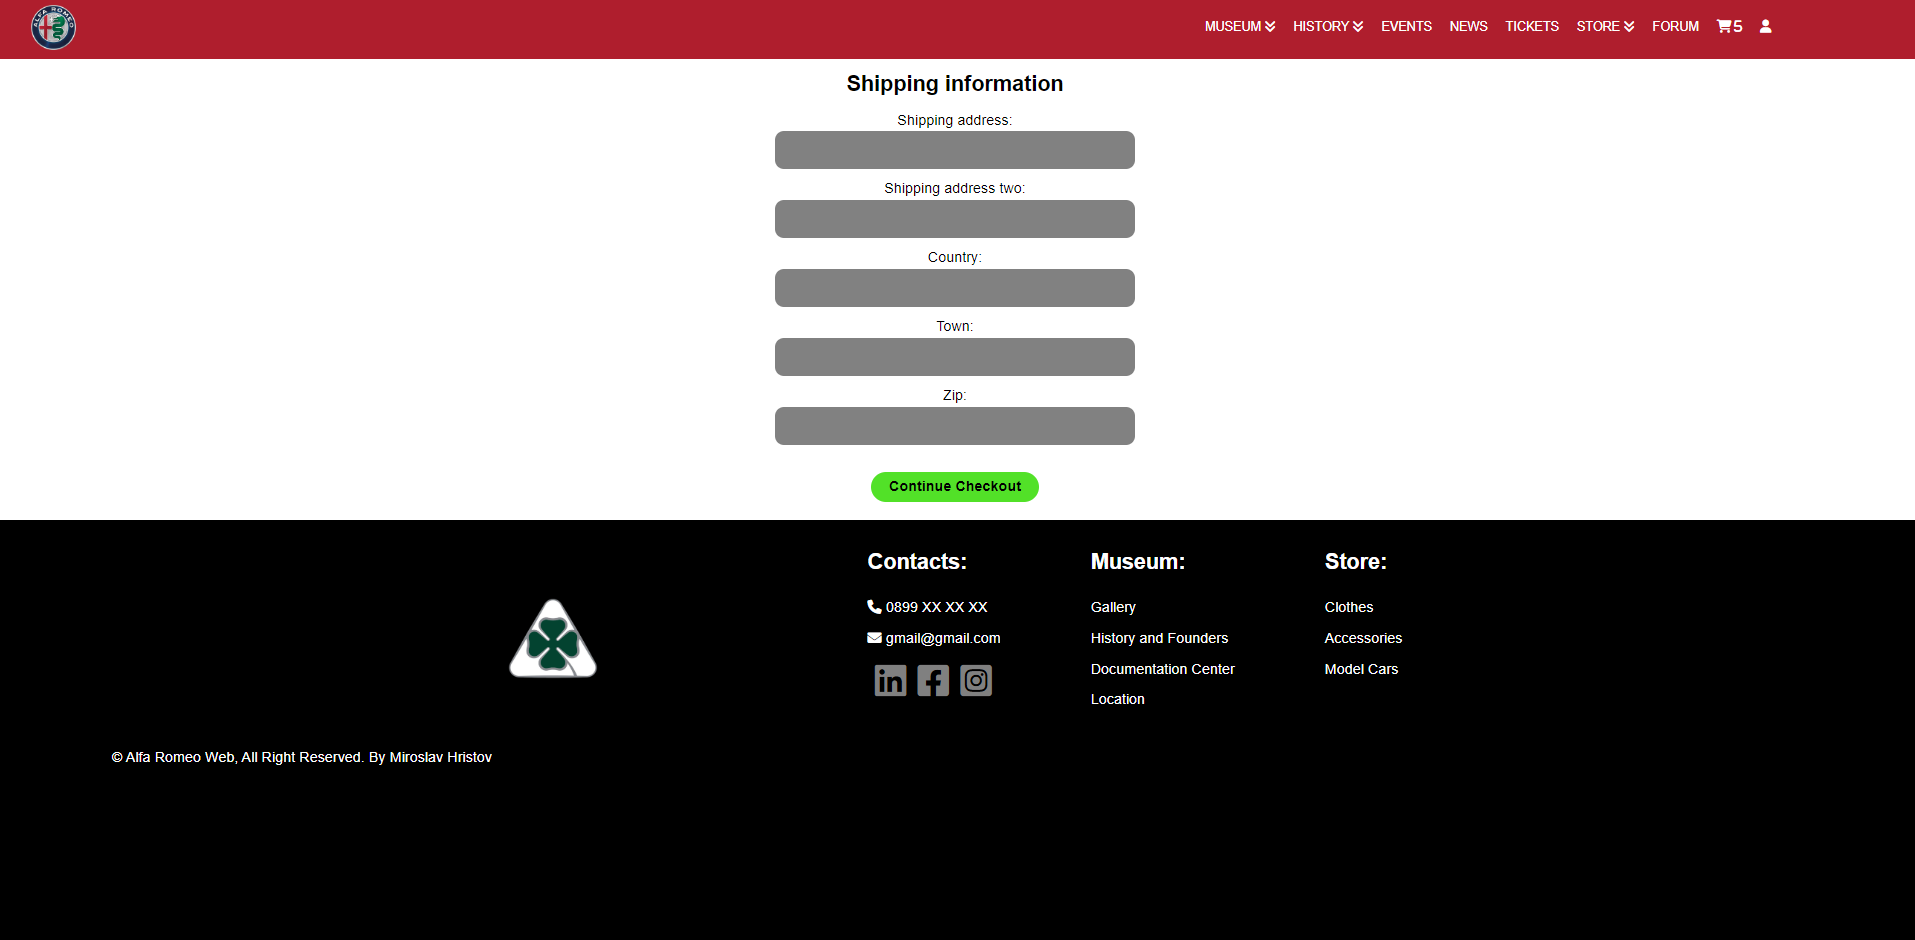 ALFA ROMEO
MUSEUM HISTORY EVENTS NEWS TICKETS STORE FORUM 5
Shipping information
Shipping address:
Shipping address two:
Country:
Town:
Zip:
Continue Checkout
Contacts:
0899 XX XX XX
gmail@gmail.com
in f
Museum:
Gallery
History and Founders
Documentation Center
Location
Store:
Clothes
Accessories
Model Cars
© Alfa Romeo Web, All Right Reserved. By Miroslav Hristov